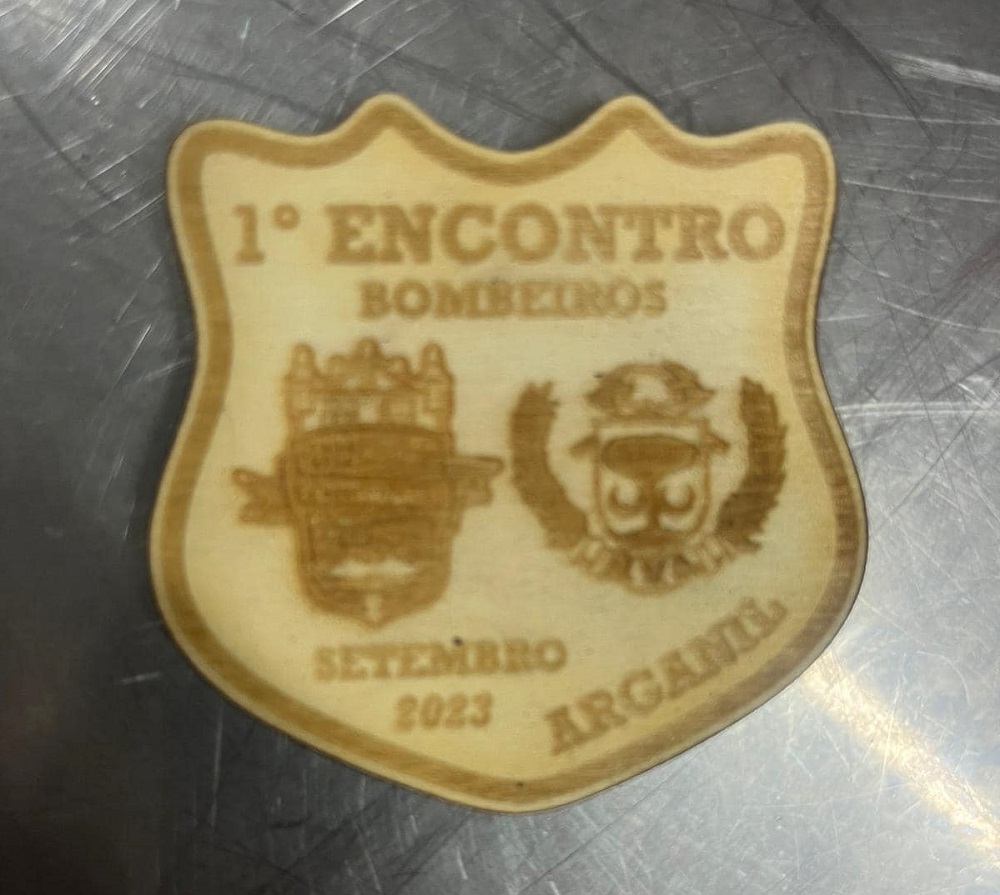 1º ENCONTRO
BOMBEIROS
SETEMBRO
2023
ARGANIL